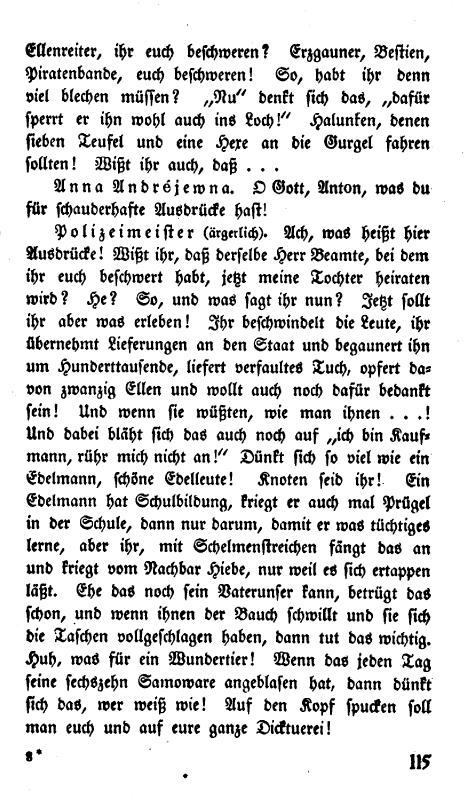 Ellenreiter, ihr euch beschweren? Erzgauner, Bestien,
Piratenbande, euch beschweren! So, habt ihr denn
viel blechen müssen? „Nu“ denkt sich das, „dafür
sperrt er ihn wohl auch ins Loch!“ Halunken, denen
sieben Teufel und eine Hexe an die Gurgel fahren
sollten! Wißt ihr auch, daß . . .
Anna Andréjewna. O Gott, Anton, was du
für schauderhafte Ausdrücke hast!
Polizeimeister (ärgerlich). Ach, was heißt hier
Ausdrücke! Wißt ihr, daß derselbe Herr Beamte, bei dem
ihr euch beschwert habt, jetzt meine Tochter heiraten
wird? He? So, und was sagt ihr nun? Jetzt sollt
ihr aber was erleben! Ihr beschwindelt die Leute, ihr
übernehmt Lieferungen an den Staat und begaunert ihn
um Hunderttausende, liefert verfaultes Tuch, opfert da-
von zwanzig Ellen und wollt auch noch dafür bedankt
sein! Und wenn sie wüßten, wie man ihnen . . .!
Und dabei bläht sich das auch noch auf „ich bin Kauf-
mann, rühr mich nicht an!“ Dünkt sich so viel wie ein
Edelmann, schöne Edelleute! Knoten seid ihr! Ein
Edelmann hat Schulbildung, kriegt er auch mal Prügel
in der Schule, dann nur darum, damit er was tüchtiges
lerne, aber ihr, mit Schelmenstreichen fängt das an
und kriegt vom Nachbar Hiebe, nur weil es sich ertappen
läßt. Ehe das noch sein Vaterunser kann, betrügt das
schon, und wenn ihnen der Bauch schwillt und sie sich
die Taschen vollgeschlagen haben, dann tut das wichtig.
Huh, was für ein Wundertier! Wenn das jeden Tag
seine sechszehn Samoware angeblasen hat, dann dünkt
sich das, wer weiß wie! Auf den Kopf spucken soll
man euch und auf eure ganze Dicktuerei!
8* 115